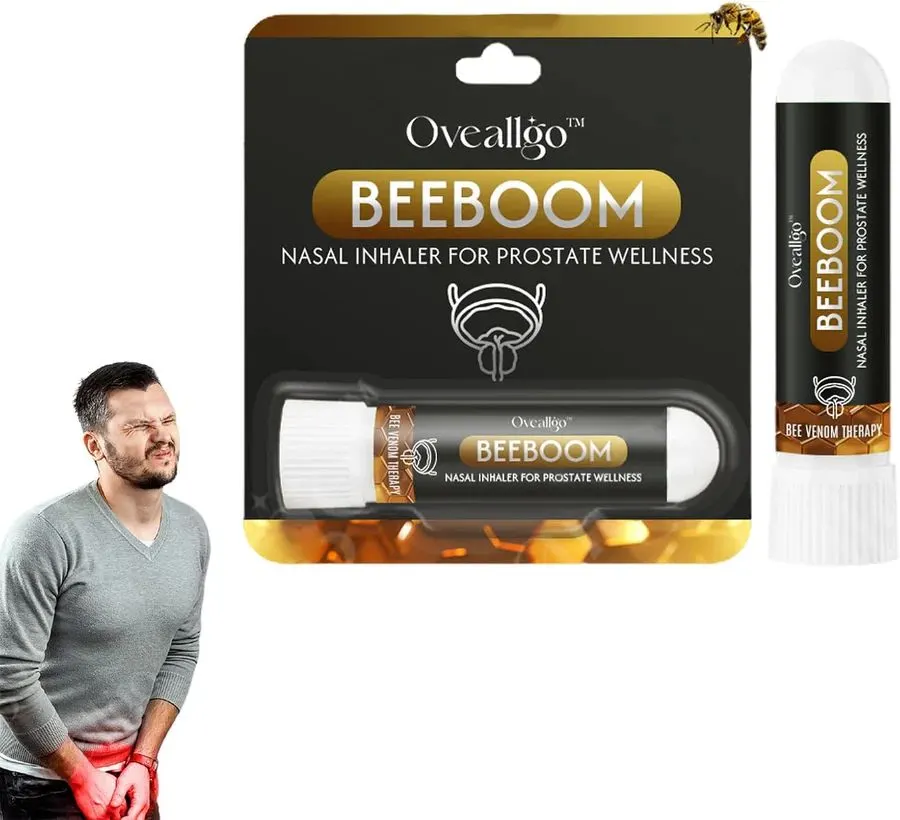 Oveallgo™
BEEBOOM
NASAL INHALER FOR PROSTATE WELLNESS
BEE VENOM THERAPY
Oveallgo™
BEEBOOM
NASAL INHALER FOR PROSTATE WELLNESS
Oveallgo™
BEEBOOM
NASAL INHALER FOR PROSTATE WELLNESS
BEE VENOM THERAPY